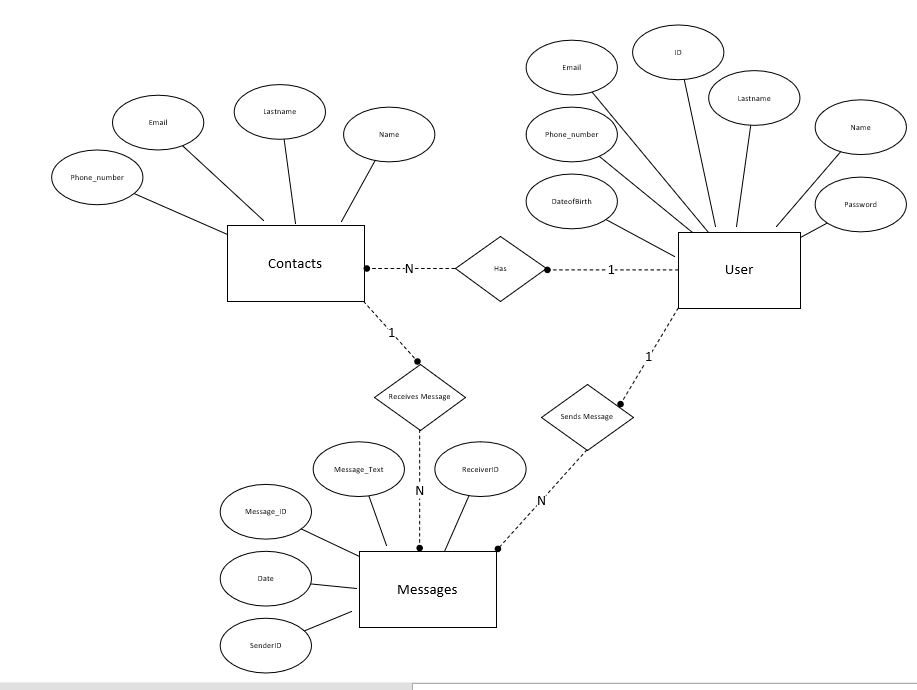 ID
Email
Lastname
Lastname
Email
Name
Name
Phone_number
Phone_number
DateofBirth
Password
Contacts
N
Has
1
User
1
1
Receives Message
Sends Message
Message_Text
ReceiverID
N
N
Message_ID
Date
Messages
SenderID